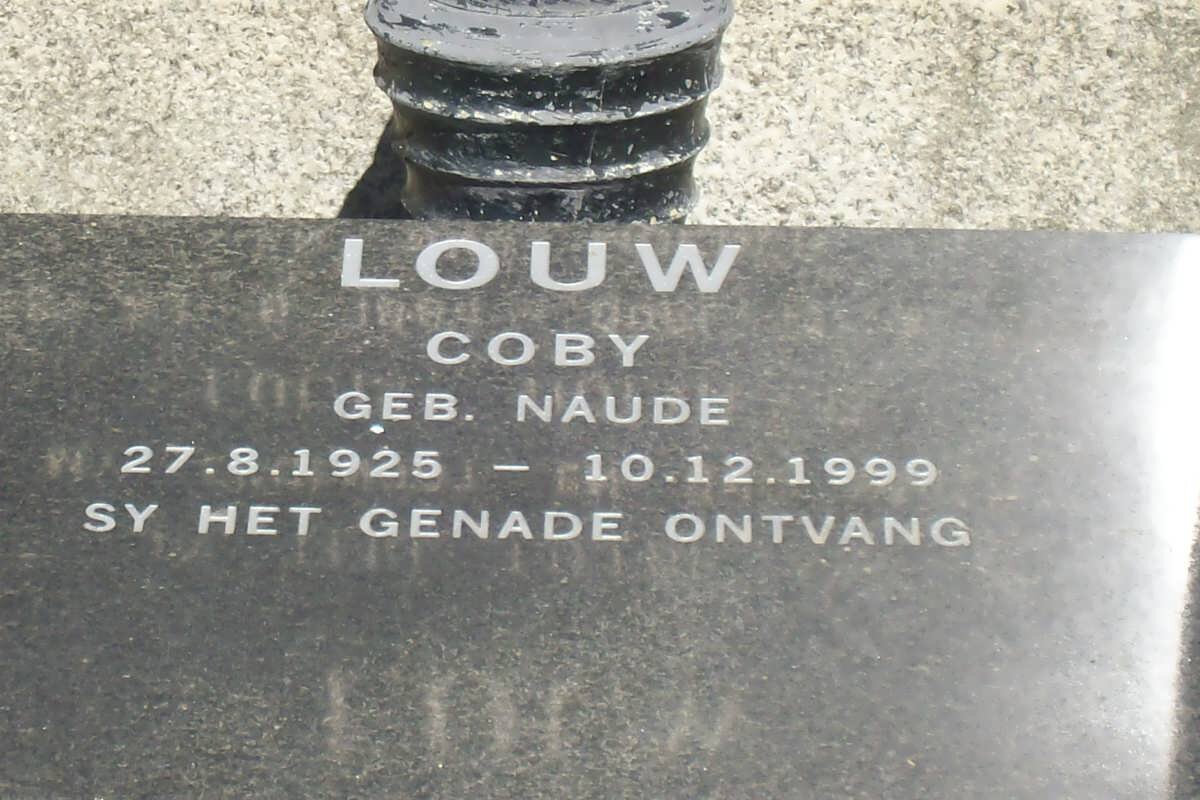 LOUW
COBY
GEB. NAUDE
27.8.1925 – 10.12.1999
SY HET GENADE ONTVANG